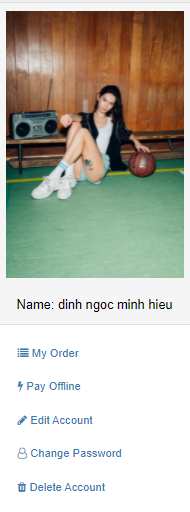 Name: dinh ngoc minh hieu
My Order
Pay Offline
Edit Account
Change Password
Delete Account